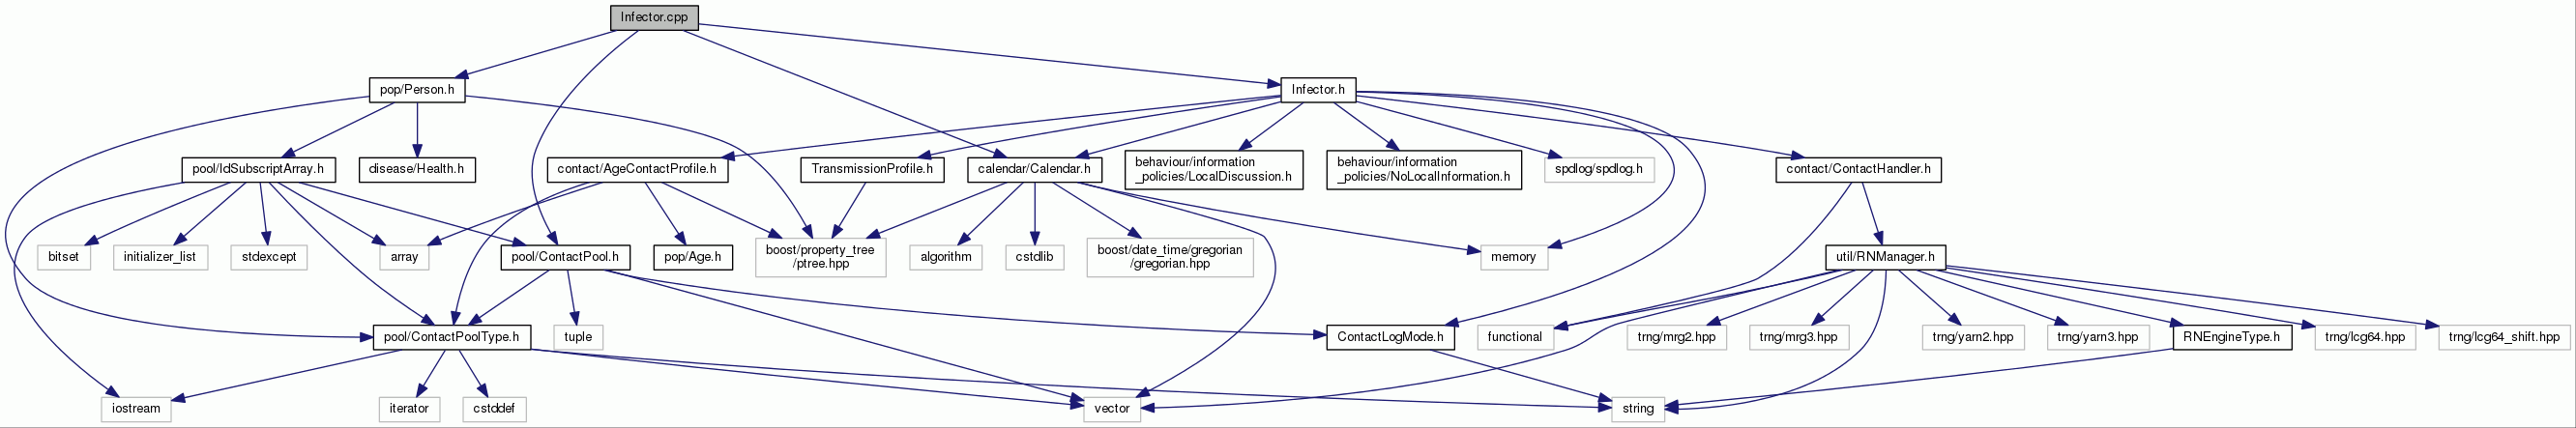 Infector.cpp
pop/Person.h
Infector.h
pool/IdSubscriptArray.h
disease/Health.h
contact/AgeContactProfile.h
TransmissionProfile.h
calendar/Calendar.h
behaviour/information
_policies/LocalDiscussion.h
behaviour/information
_policies/NoLocalInformation.h
spdlog/spdlog.h
contact/ContactHandler.h
bitset
initializer_list
stdexcept
array
pool/ContactPool.h
pop/Age.h
boost/property_tree
/ptree.hpp
algorithm
cstdlib
boost/date_time/gregorian
/gregorian.hpp
memory
util/RNManager.h
pool/ContactPoolType.h
tuple
ContactLogMode.h
functional
trng/mrg2.hpp
trng/mrg3.hpp
trng/yarn2.hpp
trng/yarn3.hpp
RNEngineType.h
trng/lcg64.hpp
trng/lcg64_shift.hpp
iostream
iterator
cstddef
vector
string